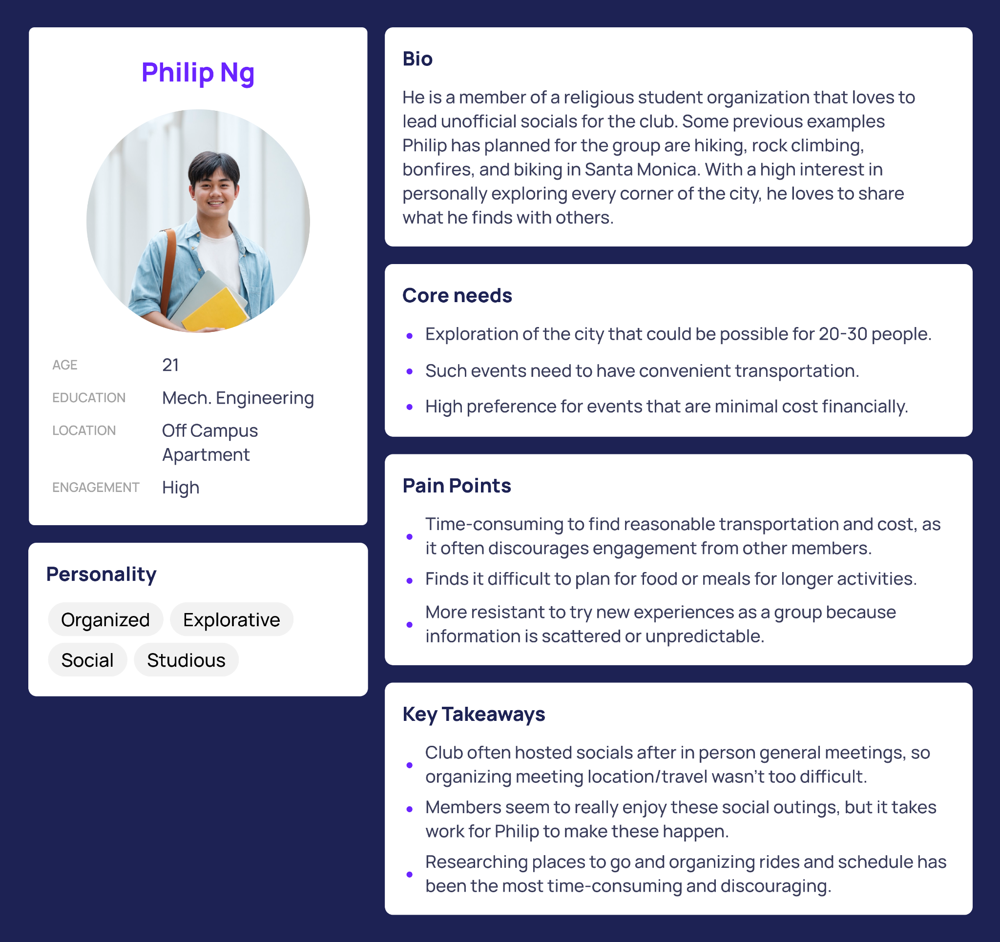 Philip Ng
AGE 21
EDUCATION Mech. Engineering
LOCATION Off Campus
Apartment
ENGAGEMENT High
Personality
Organized Explorative
Social Studious
Bio
He is a member of a religious student organization that loves to
lead unofficial socials for the club. Some previous examples
Philip has planned for the group are hiking, rock climbing,
bonfires, and biking in Santa Monica. With a high interest in
personally exploring every corner of the city, he loves to share
what he finds with others.
Core needs
• Exploration of the city that could be possible for 20-30 people.
• Such events need to have convenient transportation.
• High preference for events that are minimal cost financially.
Pain Points
• Time-consuming to find reasonable transportation and cost, as
it often discourages engagement from other members.
• Finds it difficult to plan for food or meals for longer activities.
• More resistant to try new experiences as a group because
information is scattered or unpredictable.
Key Takeaways
• Club often hosted socials after in person general meetings, so
organizing meeting location/travel wasn’t too difficult.
• Members seem to really enjoy these social outings, but it takes
work for Philip to make these happen.
• Researching places to go and organizing rides and schedule has
been the most time-consuming and discouraging.